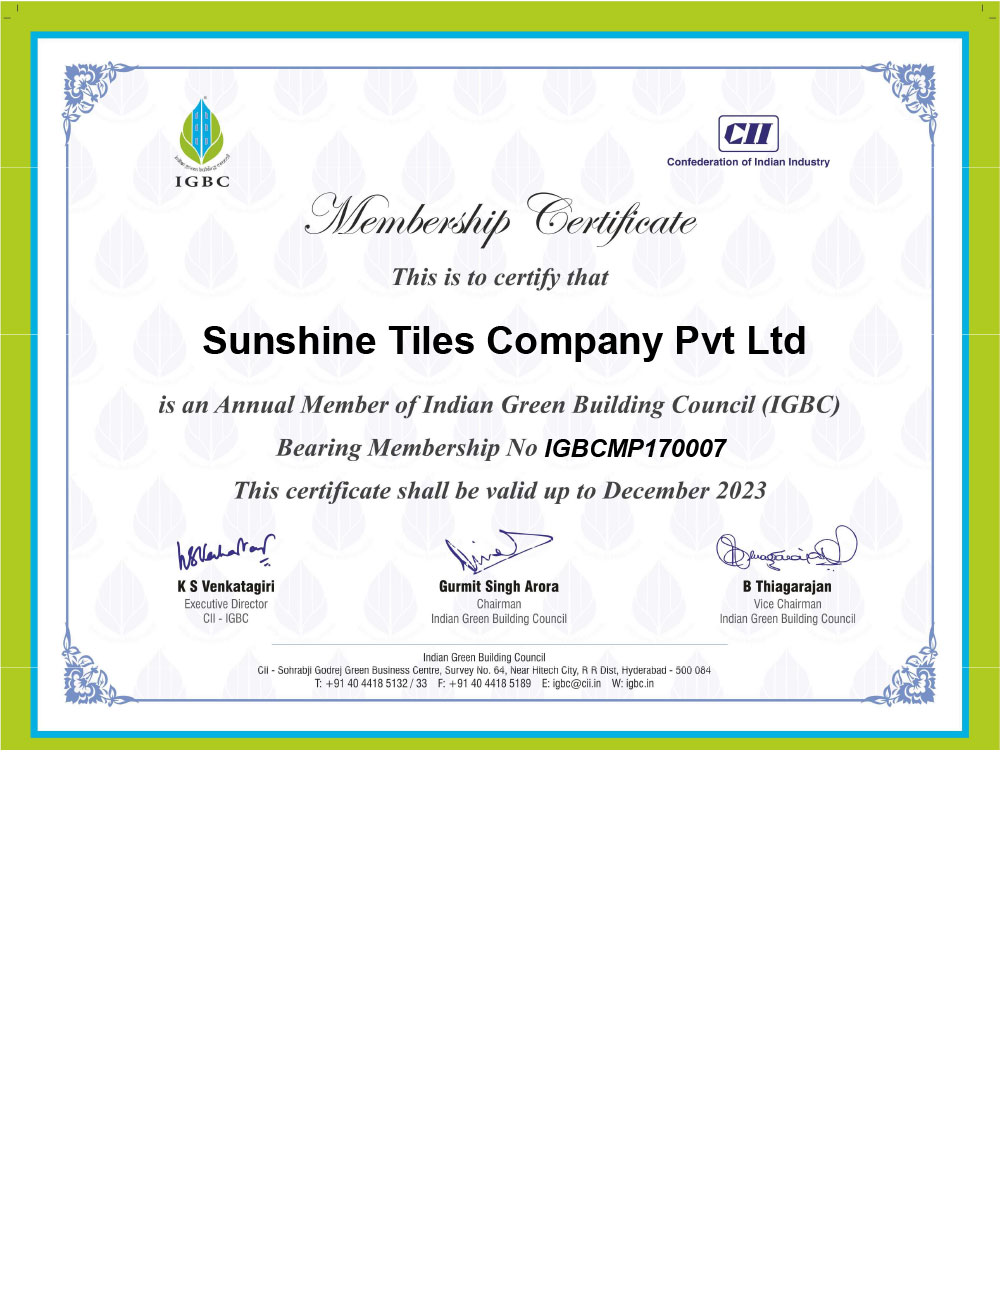 Indian green building council
IGBC
CII
Confederation of Indian Industry
Membership Certificate
This is to certify that
Sunshine Tiles Company Pvt Ltd
is an Annual Member of Indian Green Building Council (IGBC)
Bearing Membership No IGBCMP170007
This certificate shall be valid up to December 2023
K S Venkatagiri
Executive Director
CII - IGBC
Gurmit Singh Arora
Chairman
Indian Green Building Council
B Thiagarajan
Vice Chairman
Indian Green Building Council
Indian Green Building Council
CII - Sohrabji Godrej Green Business Centre, Survey No. 64, Near Hitech City, R R Dist, Hyderabad - 500 084
T: +91 40 4418 5132 / 33 F: +91 40 4418 5189 E: igbc@cii.in W: igbc.in